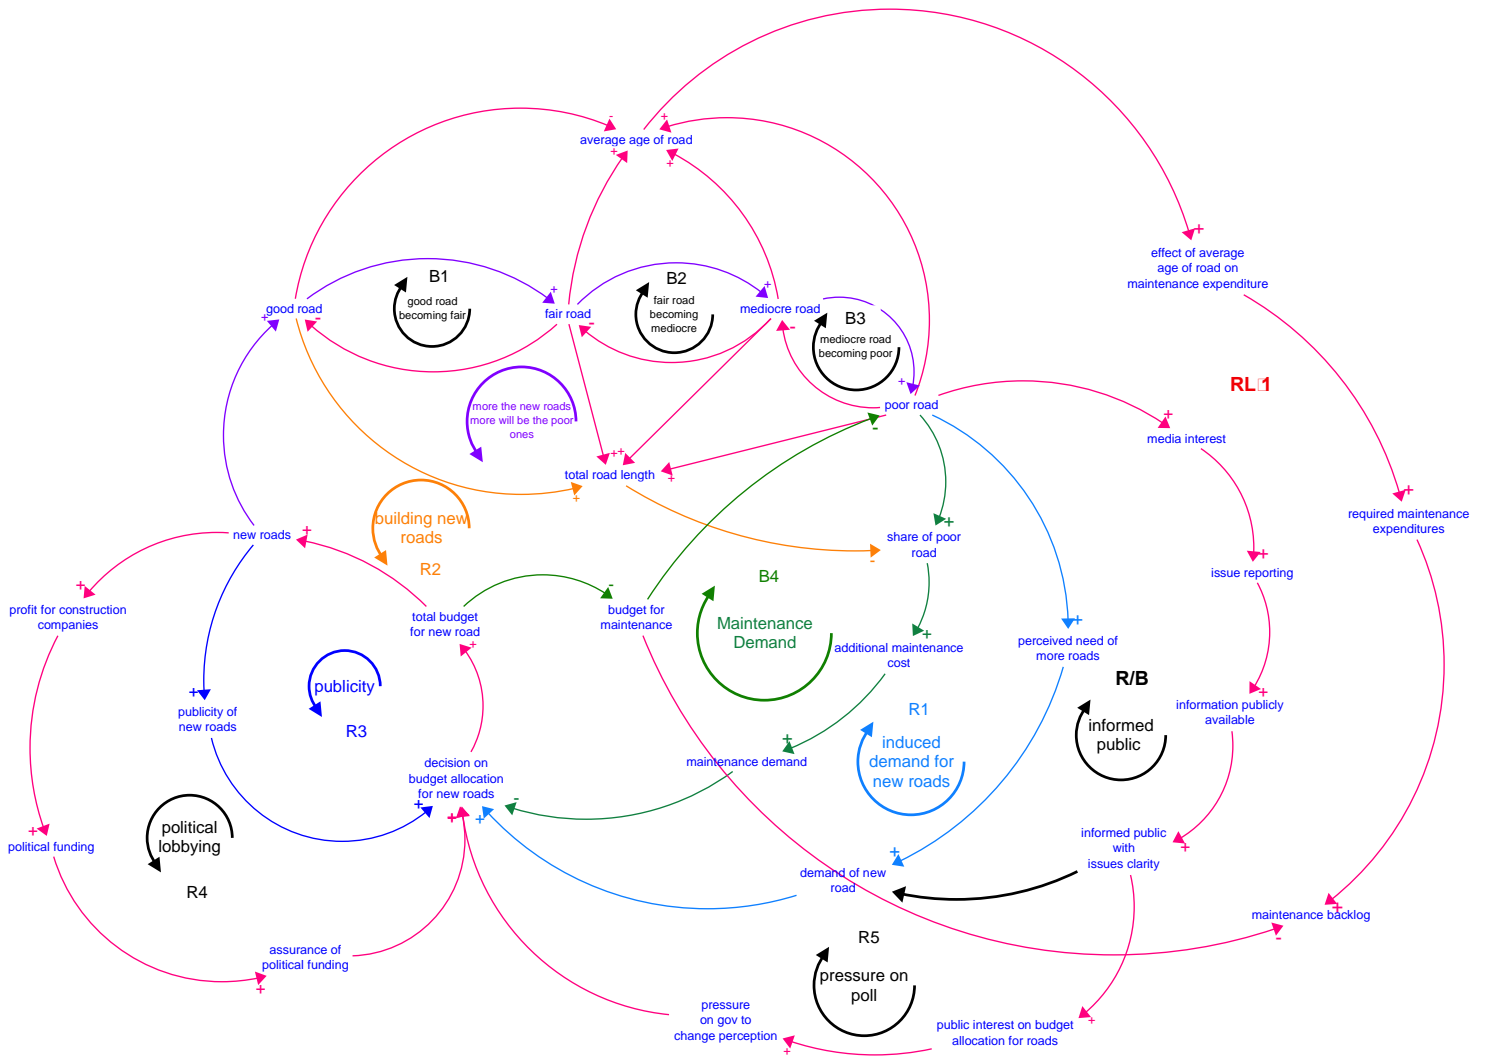 average age of road
effect of average
age of road on
maintenance expenditure
B1
good road
becoming fair
B2
fair road
becoming
mediocre
good road
fair road
mediocre road
B3
mediocre road
becoming poor
RL 1
more the new roads
more will be the poor
ones
poor road
media interest
total road length
building new
roads
R2
new roads
share of poor
road
required maintenance
expenditures
issue reporting
B4
Maintenance
Demand
profit for construction
companies
total budget
for new road
budget for
maintenance
additional maintenance
cost
perceived need of
more roads
R/B
informed
public
information publicly
available
publicity
R3
publicity of
new roads
R1
induced
demand for
new roads
decision on
budget allocation
for new roads
maintenance demand
political
lobbying
R4
political funding
informed public
with
issues clarity
demand of new
road
maintenance backlog
assurance of
political funding
R5
pressure on
poll
pressure
on gov to
change perception
public interest on budget
allocation for roads